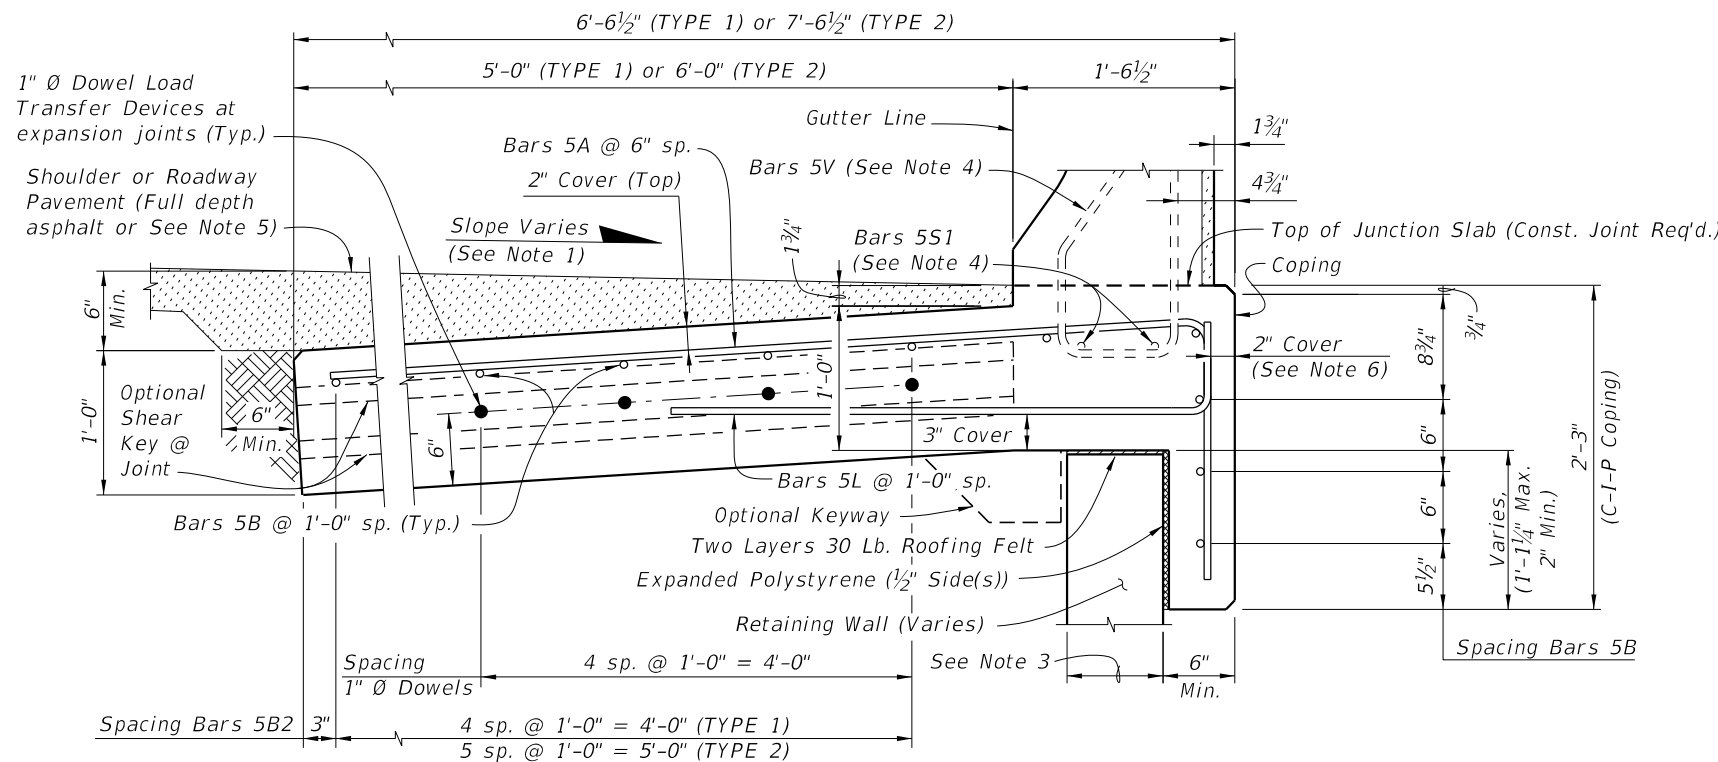 6'-6½" (TYPE 1) or 7'-6½" (TYPE 2)
5'-0" (TYPE 1) or 6'-0" (TYPE 2)
1'-6½"
1" Ø Dowel Load
Transfer Devices at
expansion joints (Typ.)
Gutter Line
1¾"
Bars 5A @ 6" sp.
Bars 5V (See Note 4)
Shoulder or Roadway
Pavement (Full depth
asphalt or See Note 5)
2" Cover (Top)
4¾"
Slope Varies
(See Note 1)
1¾"
Bars 5S1
(See Note 4)
Top of Junction Slab (Const. Joint Req'd.)
Coping
6"
Min.
¾"
8¾"
2" Cover
(See Note 6)
1'-0"
Optional
Shear
Key @
Joint
6"
Min.
6"
1'-0"
3" Cover
6"
2'-3"
(C-I-P Coping)
Bars 5L @ 1'-0" sp.
6"
Varies,
(1'-1¼" Max.
2" Min.)
Bars 5B @ 1'-0" sp. (Typ.)
Optional Keyway
Two Layers 30 Lb. Roofing Felt
Expanded Polystyrene (½" Side(s))
5½"
Retaining Wall (Varies)
Spacing Bars 5B
Spacing
1" Ø Dowels
4 sp. @ 1'-0" = 4'-0"
See Note 3
6"
Min.
Spacing Bars 5B2
3"
4 sp. @ 1'-0" = 4'-0" (TYPE 1)
5 sp. @ 1'-0" = 5'-0" (TYPE 2)